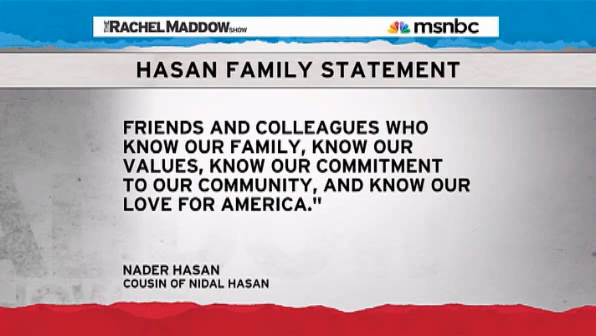 THE RACHEL MADDOW SHOW
msnbc
HASAN FAMILY STATEMENT
FRIENDS AND COLLEAGUES WHO
KNOW OUR FAMILY, KNOW OUR
VALUES, KNOW OUR COMMITMENT
TO OUR COMMUNITY, AND KNOW OUR
LOVE FOR AMERICA."
NADER HASAN
COUSIN OF NIDAL HASAN